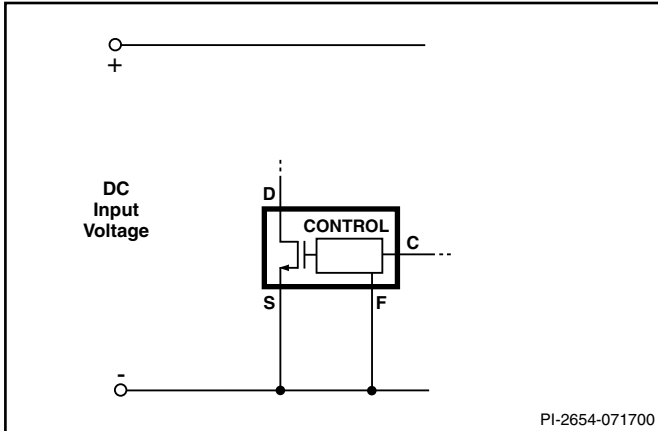 +
DC
Input
Voltage
D
CONTROL
C
S
F
-
PI-2654-071700